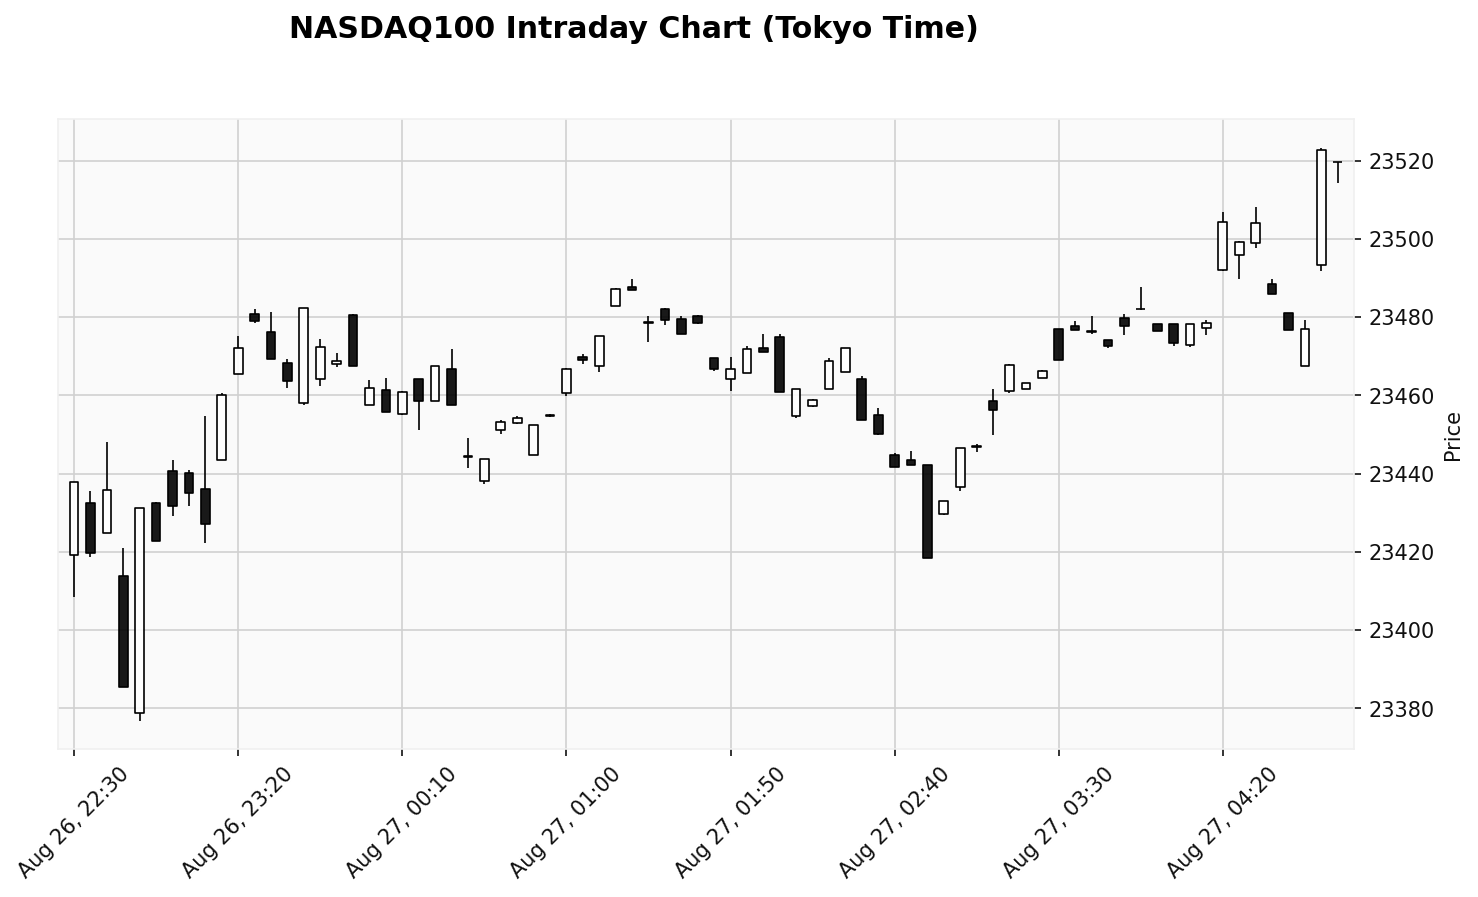 NASDAQ100 Intraday Chart (Tokyo Time)
23520
23500
23480
23460
23440
23420
23400
23380
Price
Aug 26, 22:30
Aug 26, 23:20
Aug 27, 00:10
Aug 27, 01:00
Aug 27, 01:50
Aug 27, 02:40
Aug 27, 03:30
Aug 27, 04:20